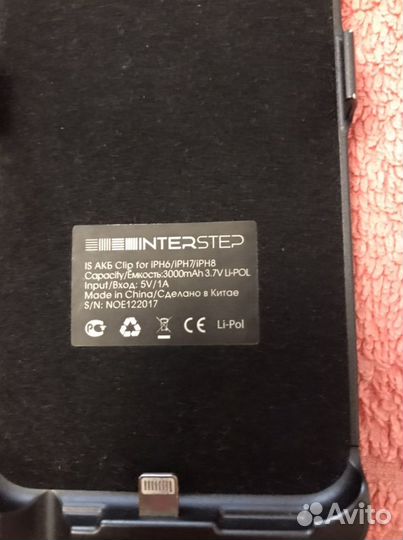 INTERSTEP
IS АКБ Clip for iPH6/iPH7/iPH8
Capacity/Емкость:3000mAh 3.7V Li-POL
Input/Вход: 5V/1A
Made in China/Сделано в Китае
S/N: NOE122017
CE Li-Pol
Avito